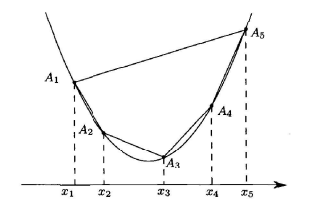 A₁
A₂
A₃
A₄
A₅
x₁ x₂ x₃ x₄ x₅